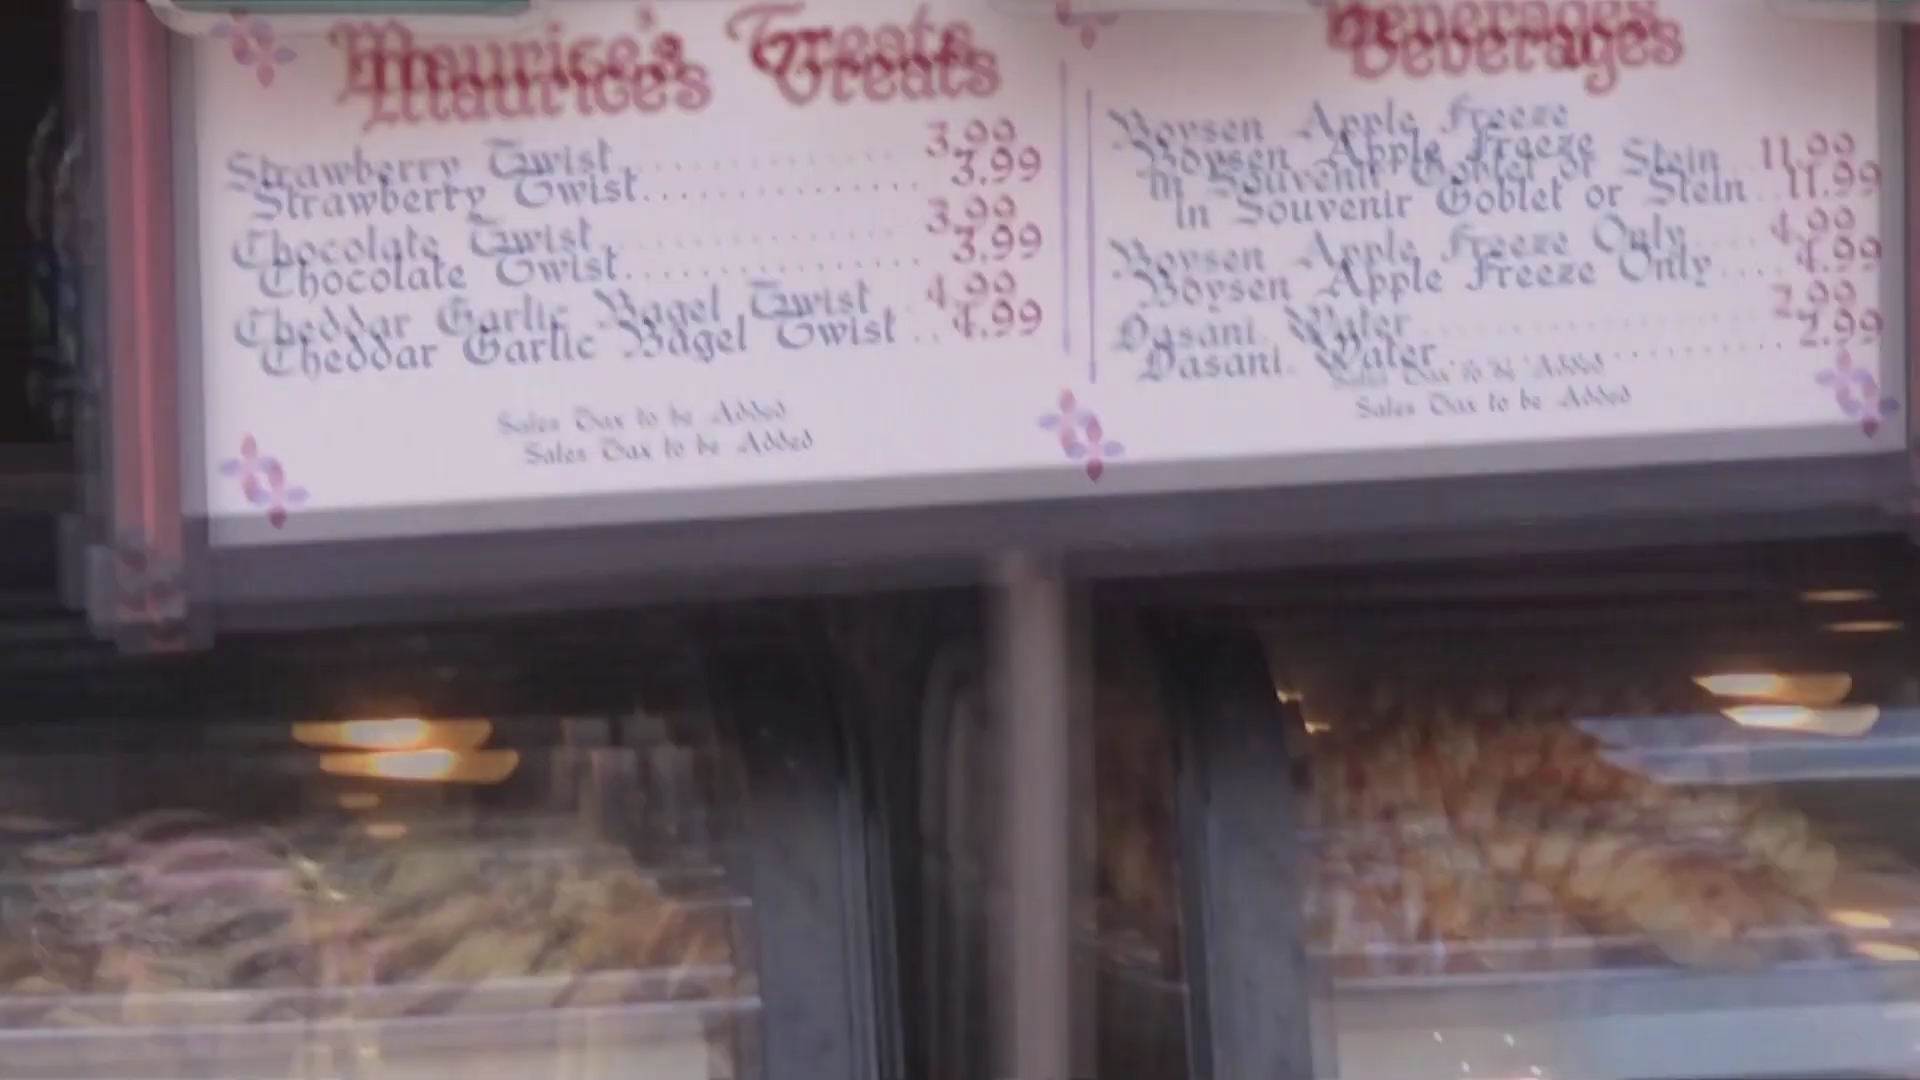 Maurice's Treats
Strawberry Twist 3.99
Chocolate Twist 3.99
Cheddar Garlic Bagel Twist 4.99
Sales Tax to be Added
Beverages
Boysen Apple Freeze
in Souvenir Goblet or Stein 11.99
Boysen Apple Freeze Only 4.99
Dasani Water 2.99
Sales Tax to be Added